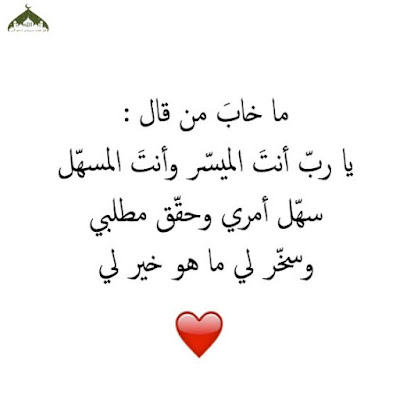 ما خابَ من قال :
يا ربّ أنتَ الميسّر وأنتَ المسهّل
سهّل أمري وحقّق مطلبي
وسخّر لي ما هو خير لي